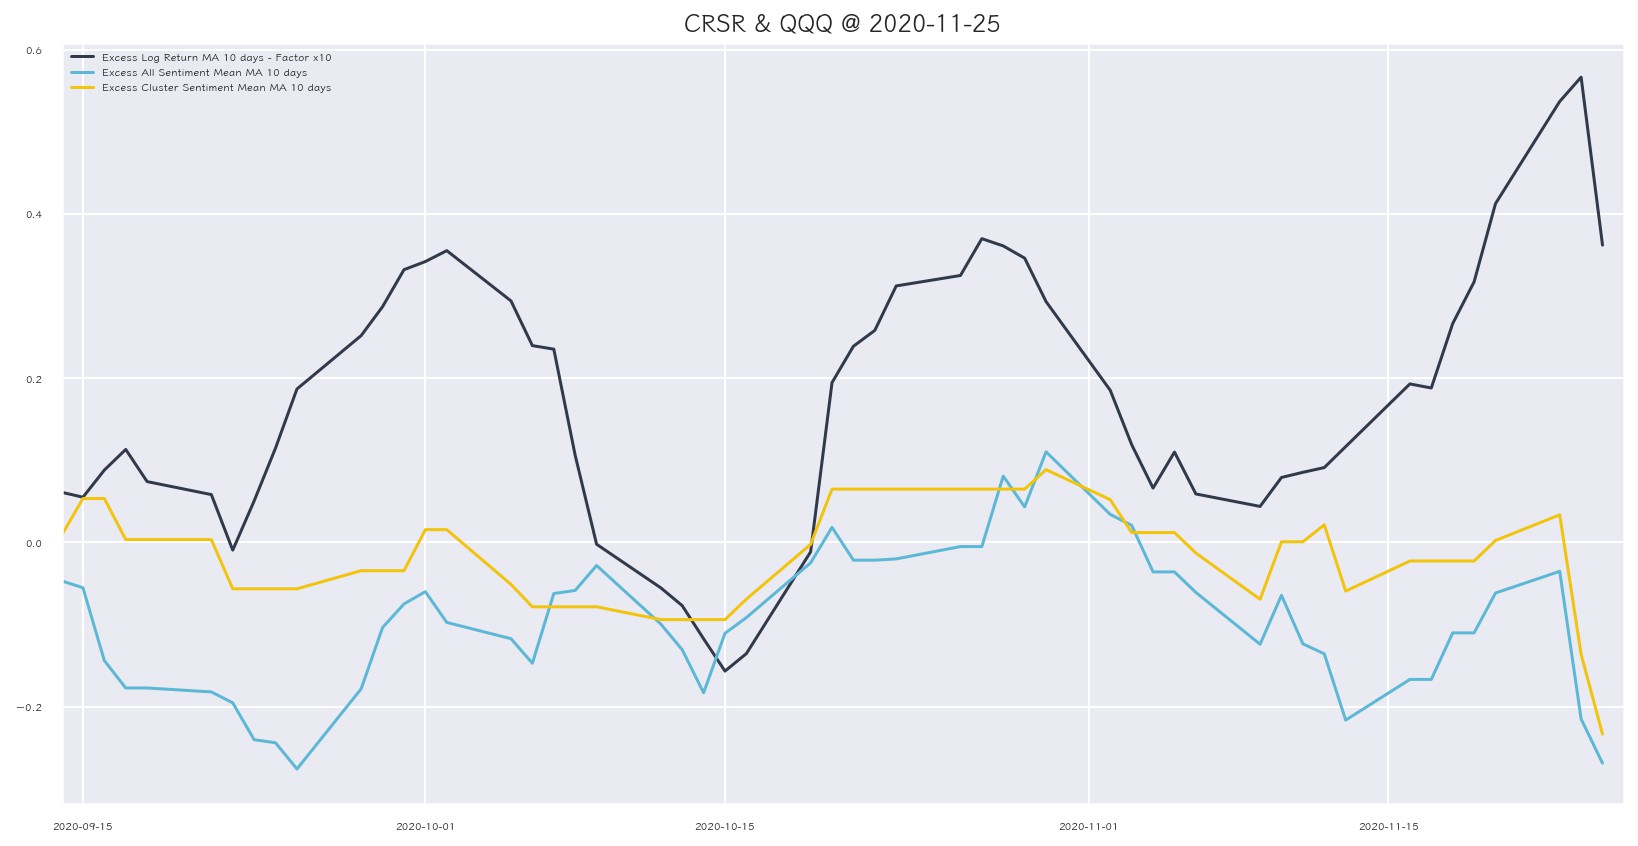 CRSR & QQQ @ 2020-11-25
0.6
0.4
0.2
0.0
−0.2
Excess Log Return MA 10 days - Factor x10
Excess All Sentiment Mean MA 10 days
Excess Cluster Sentiment Mean MA 10 days
2020-09-15
2020-10-01
2020-10-15
2020-11-01
2020-11-15